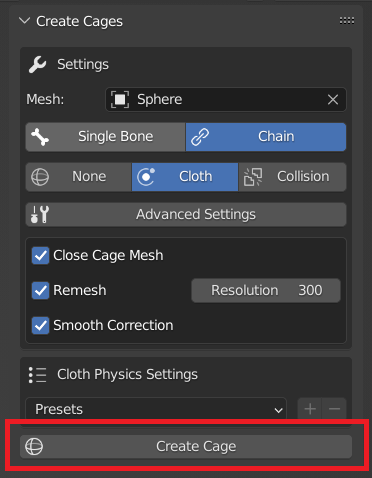 Create Cages
Settings
Mesh: Sphere
Single Bone Chain
None Cloth Collision
Advanced Settings
Close Cage Mesh
Remesh Resolution 300
Smooth Correction
Cloth Physics Settings
Presets
Create Cage